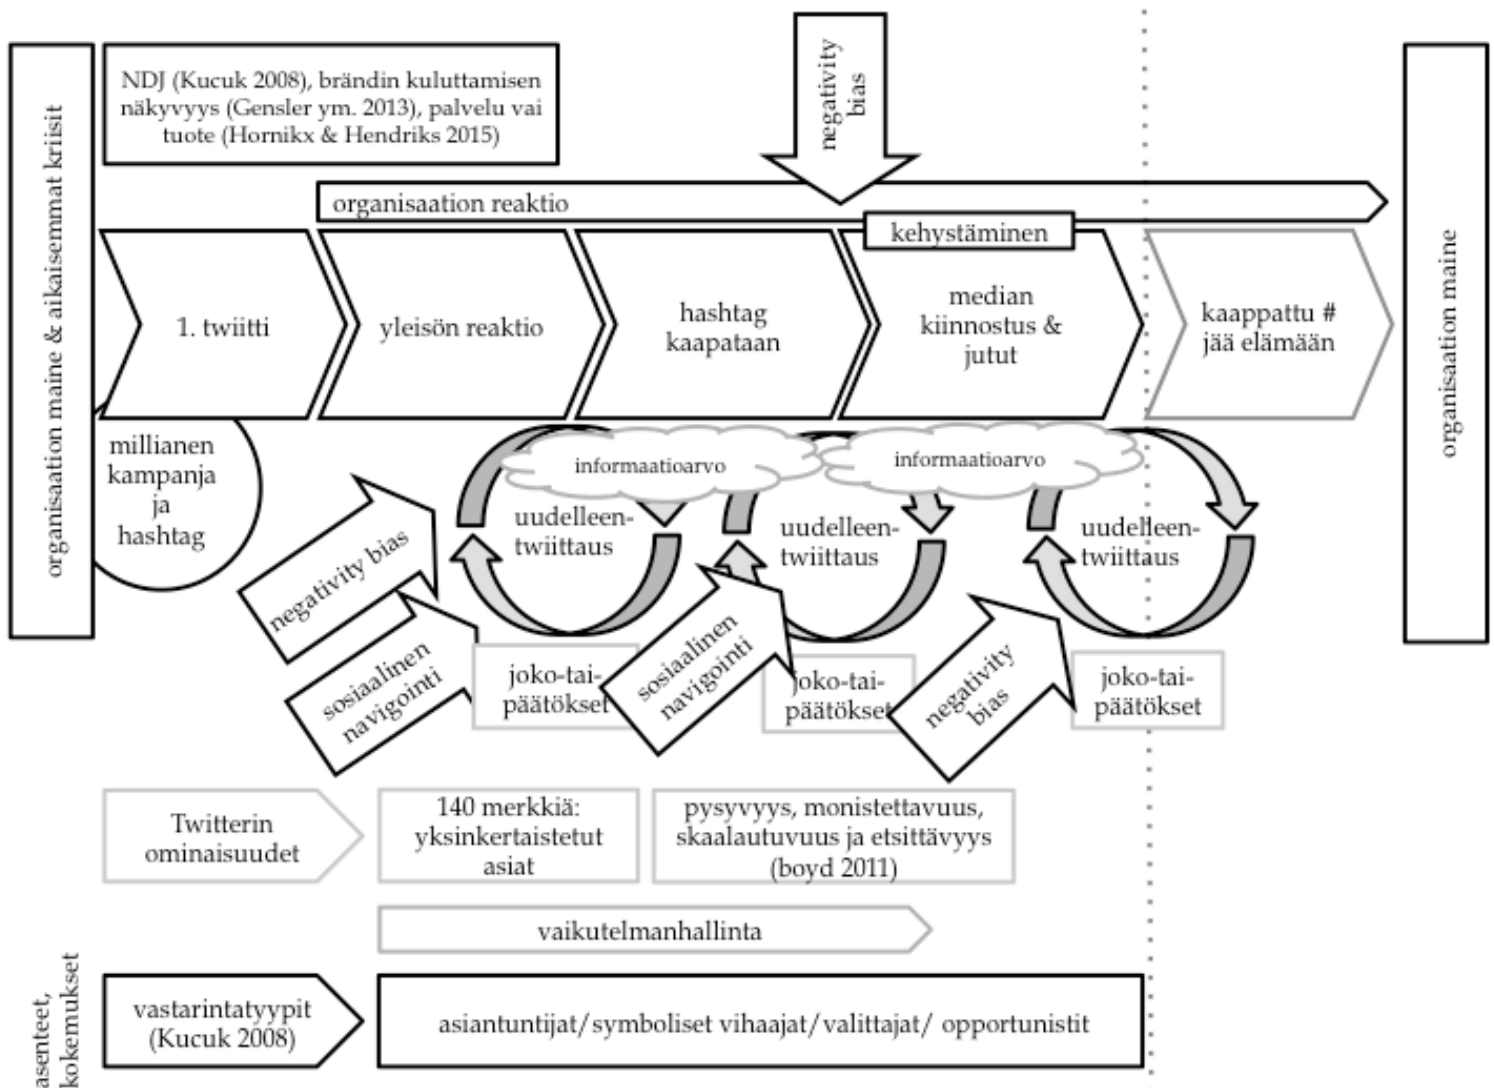 organisaation maine & aikaisemmat kriisit
NDJ (Kucuk 2008), brändin kuluttamisen
näkyvyys (Gensler ym. 2013), palvelu vai
tuote (Hornikx & Hendriks 2015)
negativity
bias
organisaation reaktio
kehystäminen
1. twiitti
yleisön reaktio
hashtag
kaapataan
median
kiinnostus &
jutut
kaappattu #
jää elämään
organisaation maine
millianen
kampanja
ja
hashtag
informaatioarvo
informaatioarvo
uudelleen-
twiittaus
uudelleen-
twiittaus
uudelleen-
twiittaus
negativity bias
sosiaalinen
navigointi
joko-tai-
päätökset
sosiaalinen
navigointi
joko-tai-
päätökset
negativity
bias
joko-tai-
päätökset
Twitterin
ominaisuudet
140 merkkiä:
yksinkertaistetut
asiat
pysyvyys, monistettavuus,
skaalautuvuus ja etsittävyys
(boyd 2011)
vaikutelmanhallinta
asenteet,
kokemukset
vastarintatyypit
(Kucuk 2008)
asiantuntijat/symboliset vihaajat/valittajat/ opportunistit